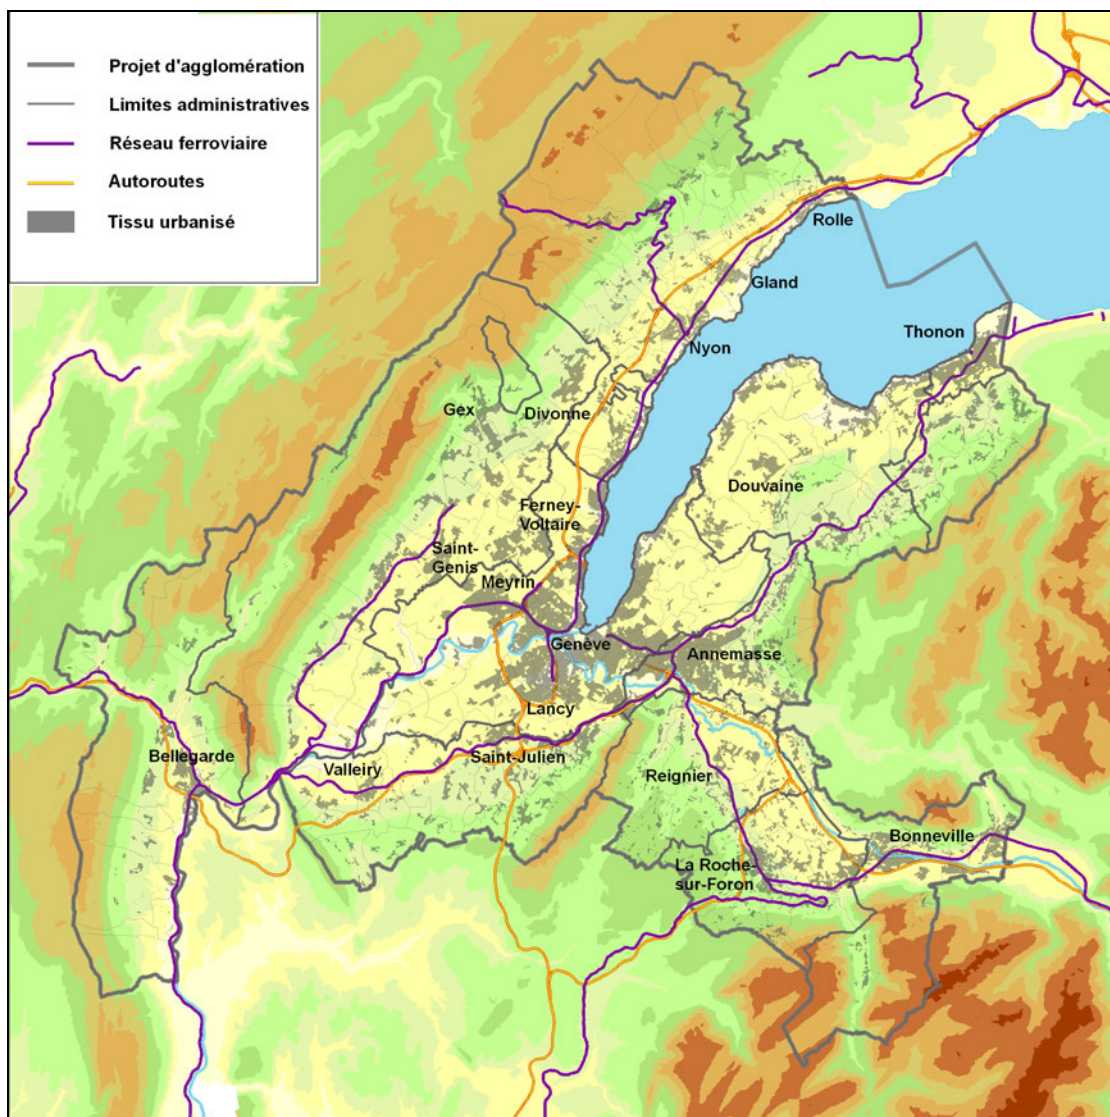 Projet d'agglomération
Limites administratives
Réseau ferroviaire
Autoroutes
Tissu urbanisé
Rolle
Gland
Thonon
Nyon
Gex
Divonne
Douvaine
Ferney-
Voltaire
Saint-
Genis
Meyrin
Genève
Annemasse
Lancy
Bellegarde
Valleiry
Saint-Julien
Reignier
Bonneville
La Roche-
sur-Foron